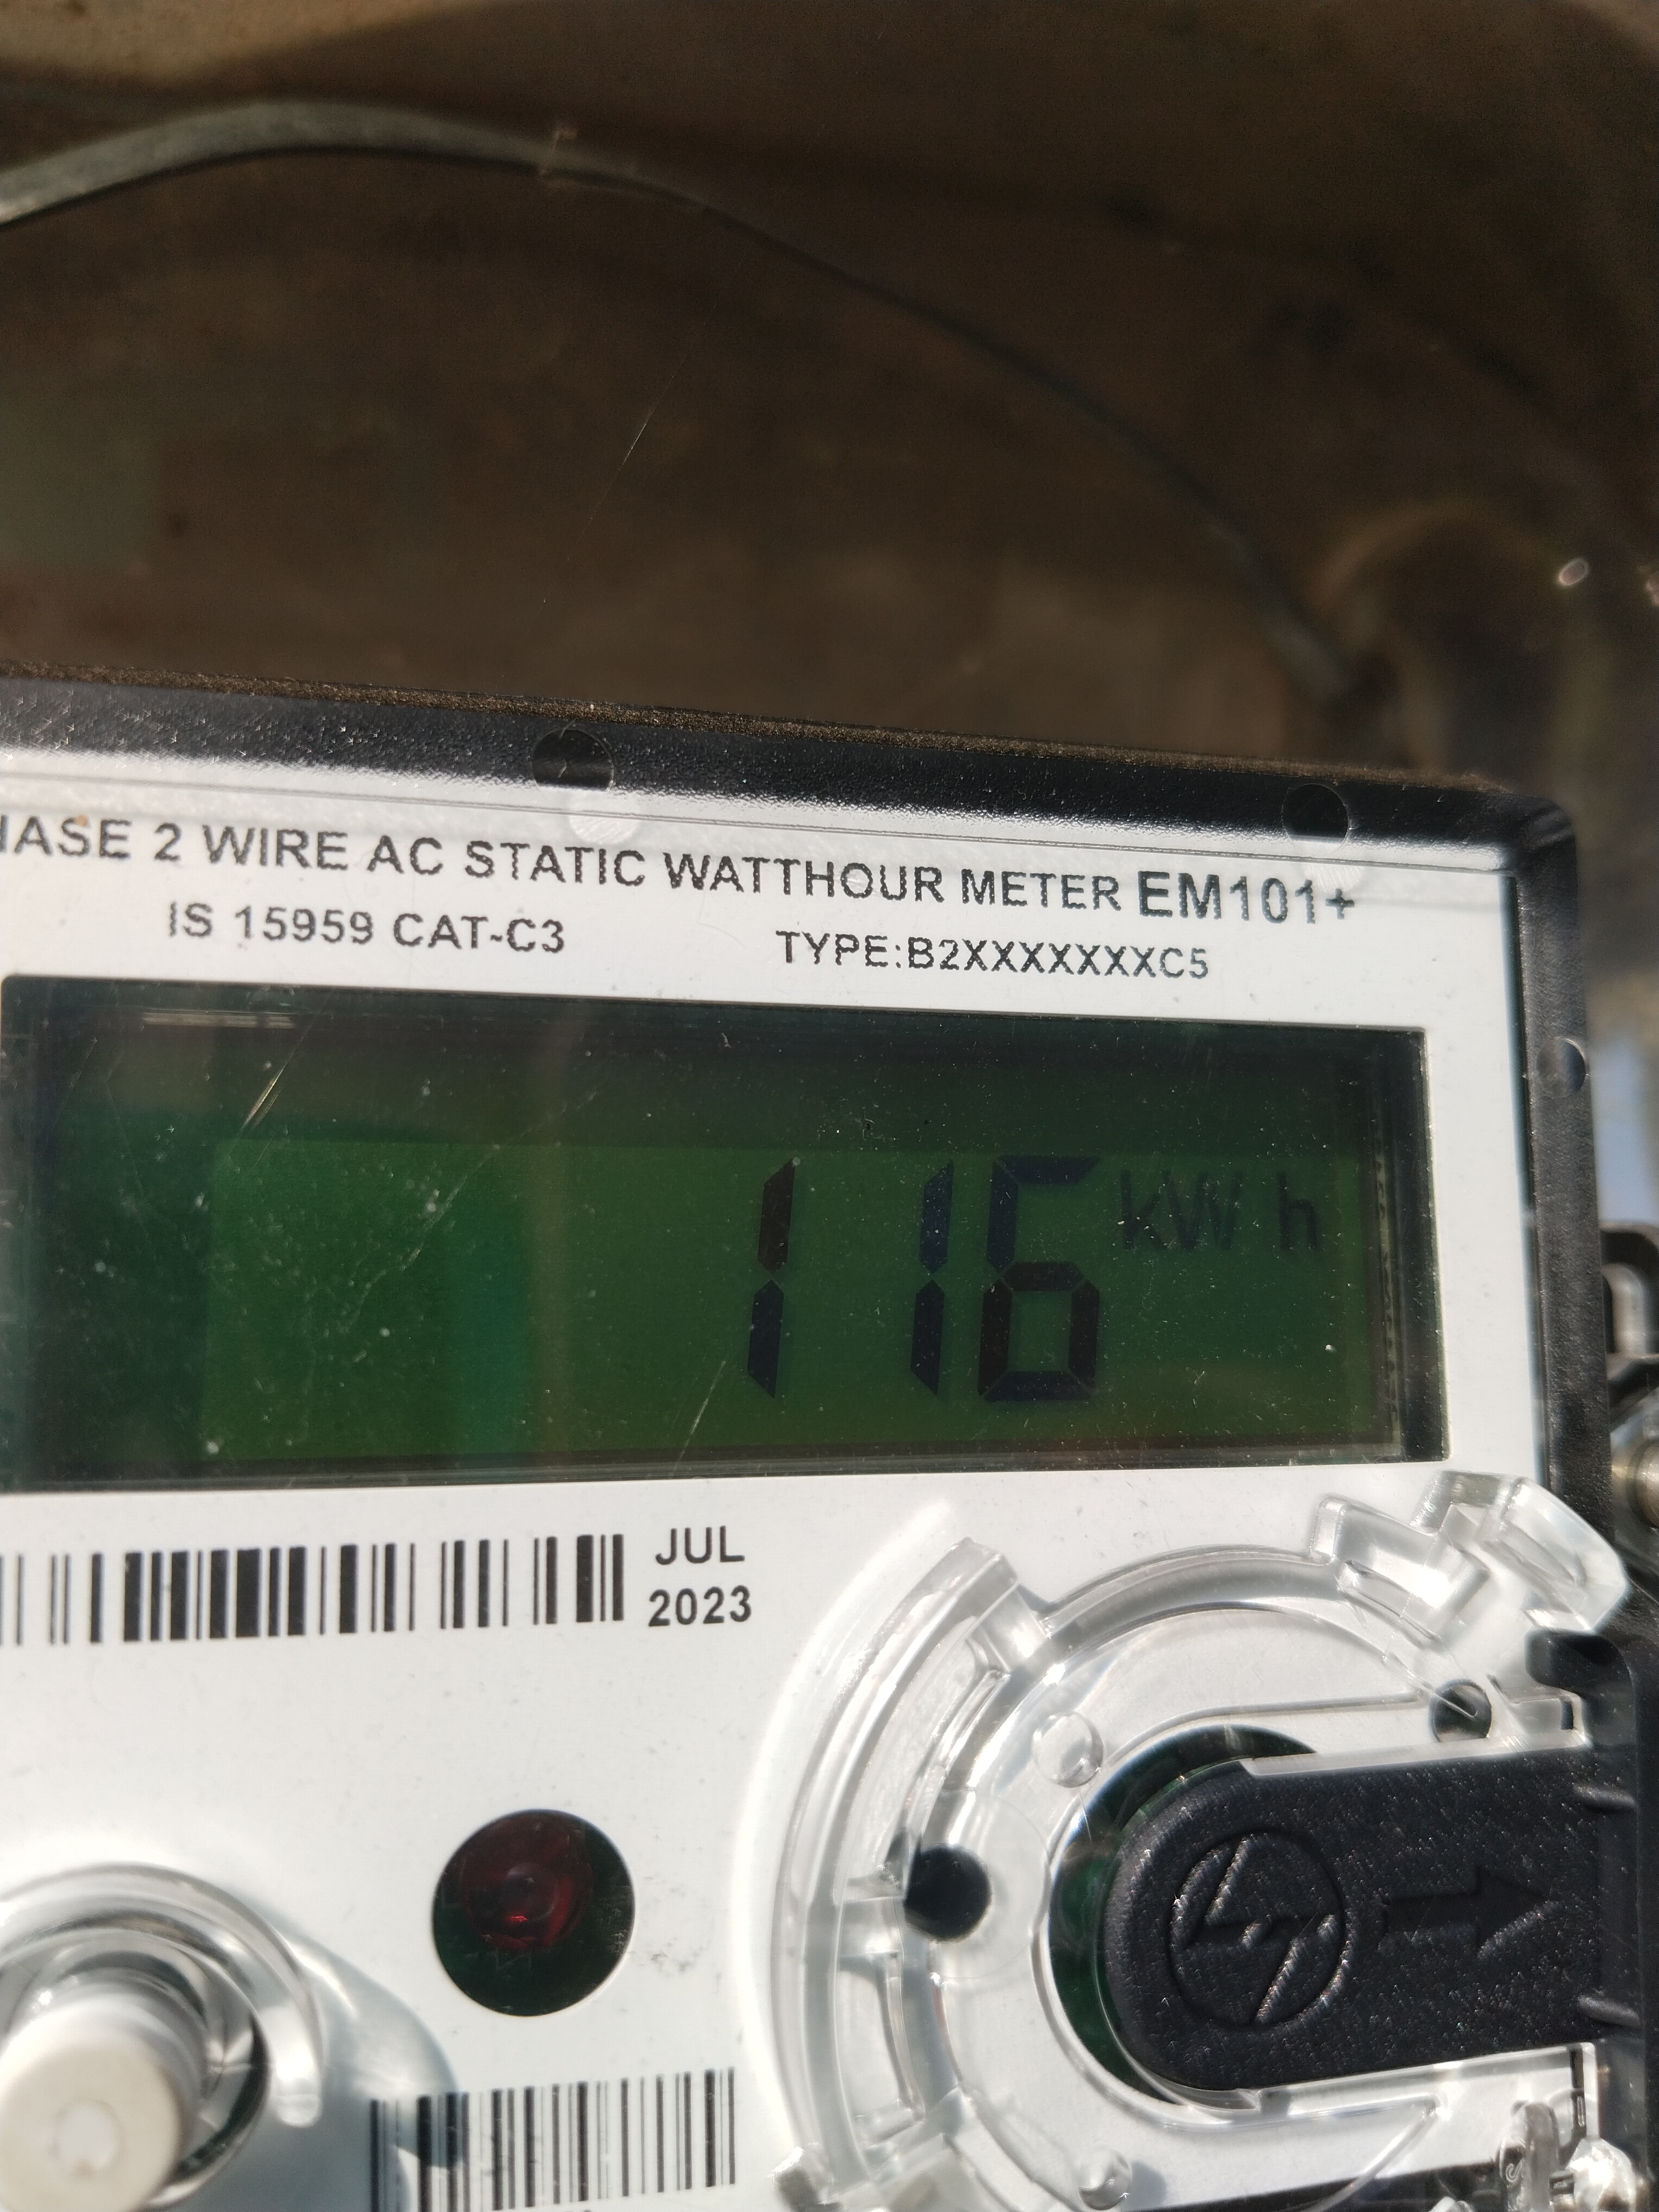 HASE 2 WIRE AC STATIC WATTHOUR METER EM101+
IS 15959 CAT-C3 TYPE:B2XXXXXXXC5
116 kWh
JUL
2023